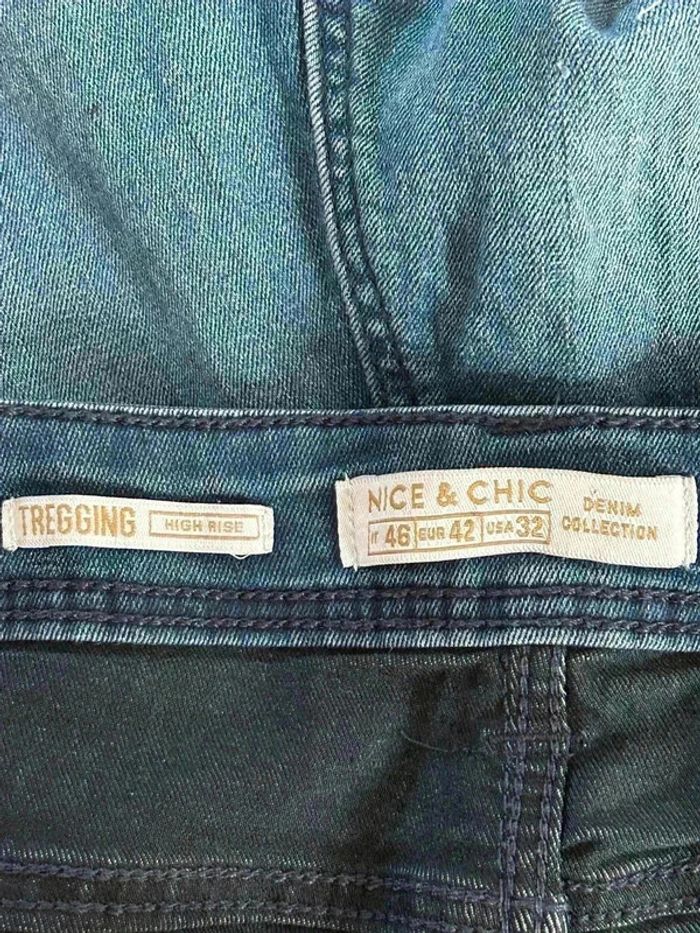 TREGGING HIGH RISE
NICE & CHIC
IT 46 EUR 42 USA 32
DENIM
COLLECTION